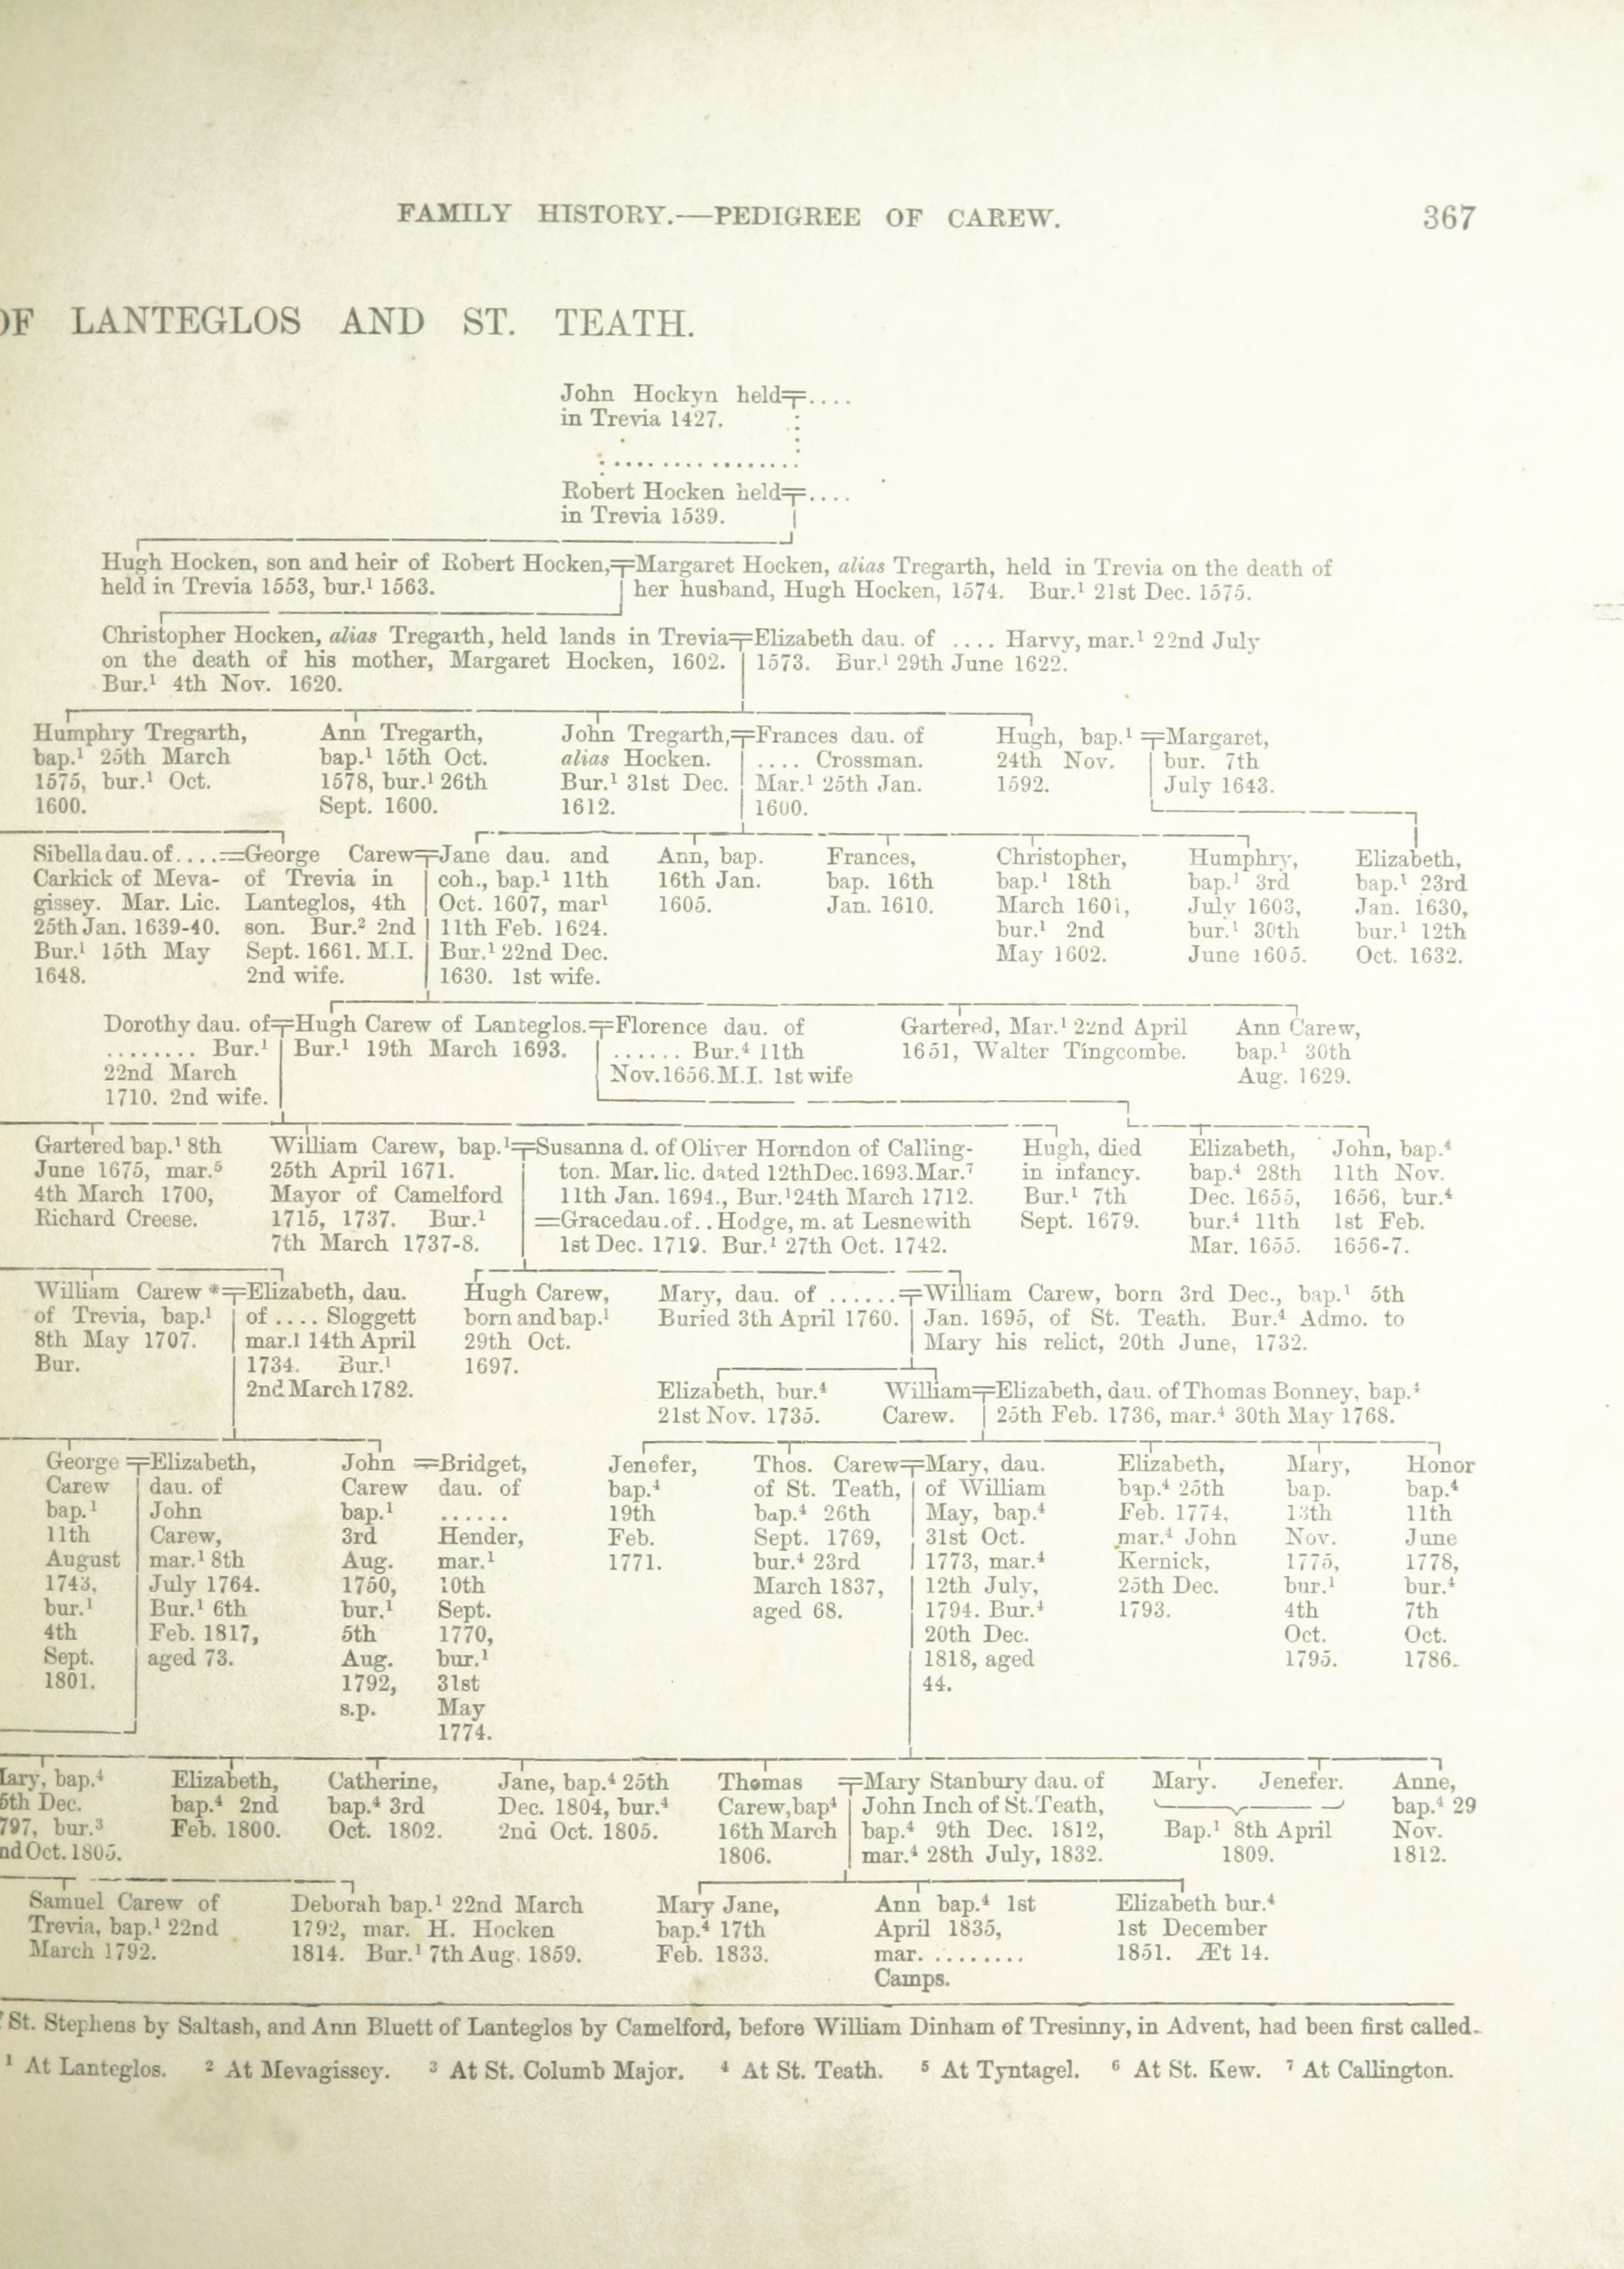 FAMILY HISTORY.—PEDIGREE OF CAREW. 367
OF LANTEGLOS AND ST. TEATH.
John Hockyn held=....
in Trevia 1427.
Robert Hocken held=....
in Trevia 1539.
Hugh Hocken, son and heir of Robert Hocken,=
held in Trevia 1553, bur.¹ 1563.
Margaret Hocken, alias Tregarth, held in Trevia on the death of
her husband, Hugh Hocken, 1574. Bur.¹ 21st Dec. 1575.
Christopher Hocken, alias Tregarth, held lands in Trevia=
on the death of his mother, Margaret Hocken, 1602.
Bur.¹ 4th Nov. 1620.
Elizabeth dau. of .... Harvy, mar.¹ 22nd July
1573. Bur.¹ 29th June 1622.
Humphry Tregarth,
bap.¹ 25th March
1575, bur.¹ Oct.
1600.
Ann Tregarth,
bap.¹ 15th Oct.
1578, bur.¹ 26th
Sept. 1600.
John Tregarth,=
alias Hocken.
Bur.¹ 31st Dec.
1612.
Frances dau. of
.... Crossman.
Mar.¹ 25th Jan.
1600.
Hugh, bap.¹=
24th Nov.
1592.
Margaret,
bur. 7th
July 1643.
Sibella dau. of....=
Carkick of Meva-
gissey. Mar. Lic.
25th Jan. 1639-40.
Bur.¹ 15th May
1648.
George Carew=
of Trevia in
Lanteglos, 4th
son. Bur.² 2nd
Sept. 1661. M.I.
2nd wife.
Jane dau. and
coh., bap.¹ 11th
Oct. 1607, mar¹
11th Feb. 1624.
Bur.¹ 22nd Dec.
1630. 1st wife.
Ann, bap.
16th Jan.
1605.
Frances,
bap. 16th
Jan. 1610.
Christopher,
bap.¹ 18th
March 1601,
bur.¹ 2nd
May 1602.
Humphry,
bap.¹ 3rd
July 1603,
bur.¹ 30th
June 1605.
Elizabeth,
bap.¹ 23rd
Jan. 1630,
bur.¹ 12th
Oct. 1632.
Dorothy dau. of=
........ Bur.¹
22nd March
1710. 2nd wife.
Hugh Carew of Lanteglos.=
Bur.¹ 19th March 1693.
Florence dau. of
...... Bur.⁴ 11th
Nov. 1656. M.I. 1st wife
Gartered, Mar.¹ 22nd April
1651, Walter Tingcombe.
Ann Carew,
bap.¹ 30th
Aug. 1629.
Gartered bap.¹ 8th
June 1675, mar.⁵
4th March 1700,
Richard Creese.
William Carew, bap.¹=
25th April 1671.
Mayor of Camelford
1715, 1737. Bur.¹
7th March 1737-8.
Susanna d. of Oliver Horndon of Calling-
ton. Mar. lic. dated 12th Dec. 1693. Mar.⁷
11th Jan. 1694., Bur.¹ 24th March 1712.
=Grace dau. of .. Hodge, m. at Lesnewith
1st Dec. 1719. Bur.¹ 27th Oct. 1742.
Hugh, died
in infancy.
Bur.¹ 7th
Sept. 1679.
Elizabeth,
bap.⁴ 28th
Dec. 1655,
bur.⁴ 11th
Mar. 1655.
John, bap.⁴
11th Nov.
1656, bur.⁴
1st Feb.
1656-7.
William Carew *=
of Trevia, bap.¹
8th May 1707.
Bur.
Elizabeth, dau.
of .... Sloggett
mar.1 14th April
1734. Bur.¹
2nd March 1782.
Hugh Carew,
born and bap.¹
29th Oct.
1697.
Mary, dau. of ......=
Buried 3th April 1760.
William Carew, born 3rd Dec., bap.¹ 5th
Jan. 1695, of St. Teath. Bur.⁴ Admo. to
Mary his relict, 20th June, 1732.
Elizabeth, bur.⁴
21st Nov. 1735.
William=
Carew.
Elizabeth, dau. of Thomas Bonney, bap.⁴
25th Feb. 1736, mar.⁴ 30th May 1768.
George=
Carew
bap.¹
11th
August
1743,
bur.¹
4th
Sept.
1801.
Elizabeth,
dau. of
John
Carew,
mar.¹ 8th
July 1764.
Bur.¹ 6th
Feb. 1817,
aged 73.
John=
Carew
bap.¹
3rd
Aug.
1750,
bur.¹
5th
Aug.
1792,
s.p.
Bridget,
dau. of
......
Hender,
mar.¹
10th
Sept.
1770,
bur.¹
31st
May
1774.
Jenefer,
bap.⁴
19th
Feb.
1771.
Thos. Carew=
of St. Teath,
bap.⁴ 26th
Sept. 1769,
bur.⁴ 23rd
March 1837,
aged 68.
Mary, dau.
of William
May, bap.⁴
31st Oct.
1773, mar.⁴
12th July,
1794. Bur.⁴
20th Dec.
1818, aged
44.
Elizabeth,
bap.⁴ 25th
Feb. 1774,
mar.⁴ John
Kernick,
25th Dec.
1793.
Mary,
bap.
13th
Nov.
1775,
bur.¹
4th
Oct.
1795.
Honor
bap.⁴
11th
June
1778,
bur.⁴
7th
Oct.
1786.
Mary, bap.⁴
5th Dec.
797, bur.³
nd Oct. 1805.
Elizabeth,
bap.⁴ 2nd
Feb. 1800.
Catherine,
bap.⁴ 3rd
Oct. 1802.
Jane, bap.⁴ 25th
Dec. 1804, bur.⁴
2nd Oct. 1805.
Thomas=
Carew, bap⁴
16th March
1806.
Mary Stanbury dau. of
John Inch of St. Teath,
bap.⁴ 9th Dec. 1812,
mar.⁴ 28th July, 1832.
Mary. Jenefer.
Bap.¹ 8th April
1809.
Anne,
bap.⁴ 29
Nov.
1812.
Samuel Carew of
Trevia, bap.¹ 22nd
March 1792.
Deborah bap.¹ 22nd March
1792, mar. H. Hocken
1814. Bur.¹ 7th Aug. 1859.
Mary Jane,
bap.⁴ 17th
Feb. 1833.
Ann bap.⁴ 1st
April 1835,
mar. .........
Camps.
Elizabeth bur.⁴
1st December
1851. Æt 14.
St. Stephens by Saltash, and Ann Bluett of Lanteglos by Camelford, before William Dinham of Tresinny, in Advent, had been first called.
¹ At Lanteglos. ² At Mevagissey. ³ At St. Columb Major. ⁴ At St. Teath. ⁵ At Tyntagel. ⁶ At St. Kew. ⁷ At Callington.